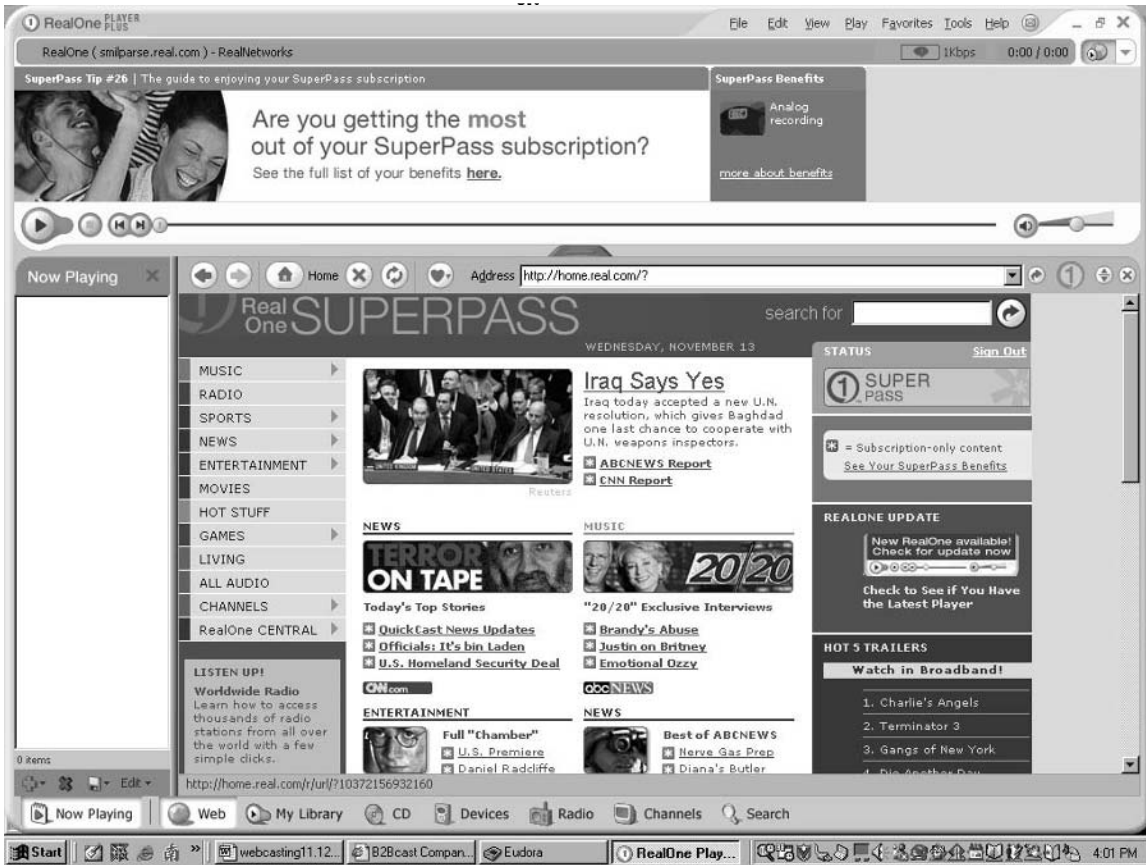 RealOne PLAYER PLUS
File Edit View Play Favorites Tools Help
RealOne ( smilparse.real.com ) - RealNetworks
1Kbps 0:00 / 0:00
SuperPass Tip #26 | The guide to enjoying your SuperPass subscription
Are you getting the most
out of your SuperPass subscription?
See the full list of your benefits here.
SuperPass Benefits
Analog
recording
more about benefits
Now Playing
Home
Address http://home.real.com/?
Real
One SUPERPASS
search for
WEDNESDAY, NOVEMBER 13
MUSIC
RADIO
SPORTS
NEWS
ENTERTAINMENT
MOVIES
HOT STUFF
GAMES
LIVING
ALL AUDIO
CHANNELS
RealOne CENTRAL
LISTEN UP!
Worldwide Radio
Learn how to access
thousands of radio
stations from all over
the world with a few
simple clicks.
UNITED KINGDOM
UNITED STATES
Reuters
Iraq Says Yes
Iraq today accepted a new U.N.
resolution, which gives Baghdad
one last chance to cooperate with
U.N. weapons inspectors.
ABCNEWS Report
CNN Report
NEWS
TERROR
ON TAPE
Today's Top Stories
QuickCast News Updates
Officials: It's bin Laden
U.S. Homeland Security Deal
CNN.com
MUSIC
20/20
"20/20" Exclusive Interviews
Brandy's Abuse
Justin on Britney
Emotional Ozzy
abcNEWS
ENTERTAINMENT
Full "Chamber"
U.S. Premiere
Daniel Radcliffe
NEWS
Best of ABCNEWS
Nerve Gas Prep
Diana's Butler
STATUS Sign Out
1 SUPER
PASS
= Subscription-only content
See Your SuperPass Benefits
REALONE UPDATE
New RealOne available!
Check for update now
Check to See if You Have
the Latest Player
HOT 5 TRAILERS
Watch in Broadband!
1. Charlie's Angels
2. Terminator 3
3. Gangs of New York
4. Die Another Day
0 items
Edit
http://home.real.com/r/url/?10372156932160
Now Playing Web My Library CD Devices Radio Channels Search
Start webcasting11.12... B2Bcast Compan... Eudora RealOne Play... 4:01 PM